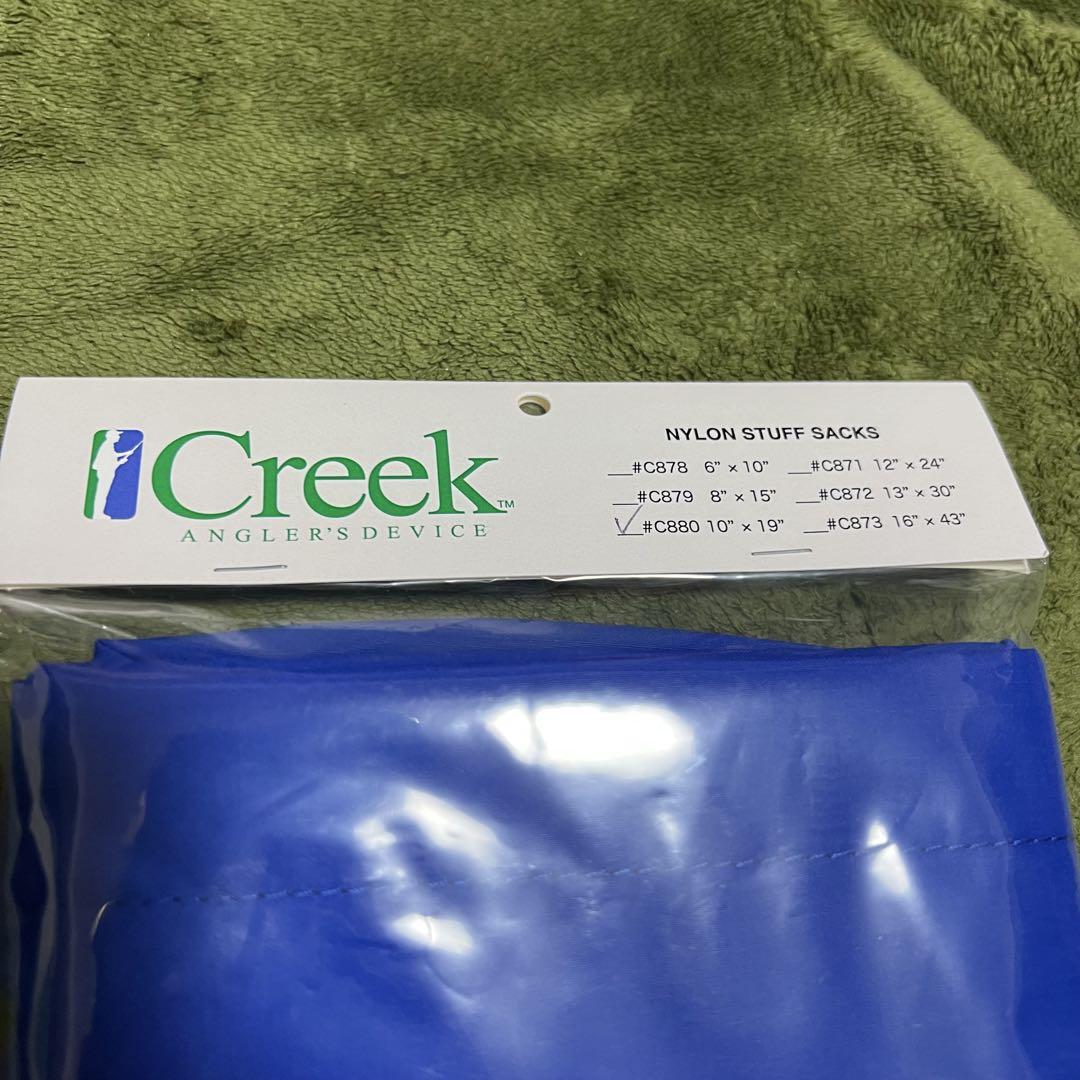 Creek™
ANGLER'S DEVICE
NYLON STUFF SACKS
__#C878 6” × 10” __#C871 12” × 24”
__#C879 8” × 15” __#C872 13” × 30”
✓#C880 10” × 19” __#C873 16” × 43”